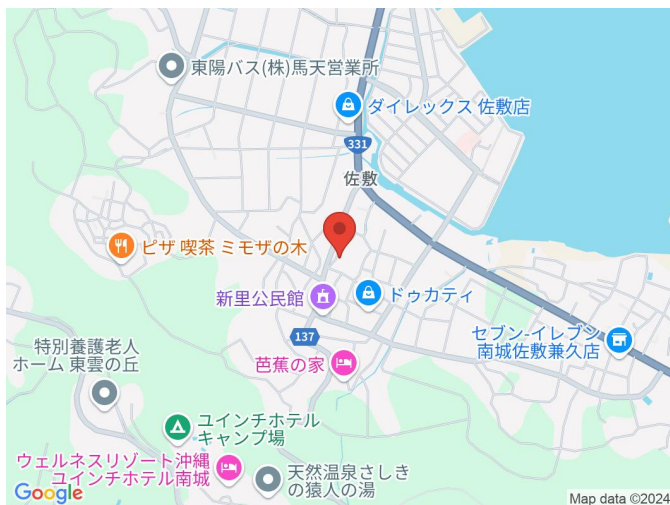 東陽バス(株)馬天営業所
ダイレックス 佐敷店
331
佐敷
ピザ 喫茶 ミモザの木
新里公民館
ドゥカティ
137
セブン-イレブン
南城佐敷兼久店
特別養護老人
ホーム 東雲の丘
芭蕉の家
ユインチホテル
キャンプ場
ウェルネスリゾート沖縄
ユインチホテル南城
天然温泉さしき
の猿人の湯
Google
Map data ©2024